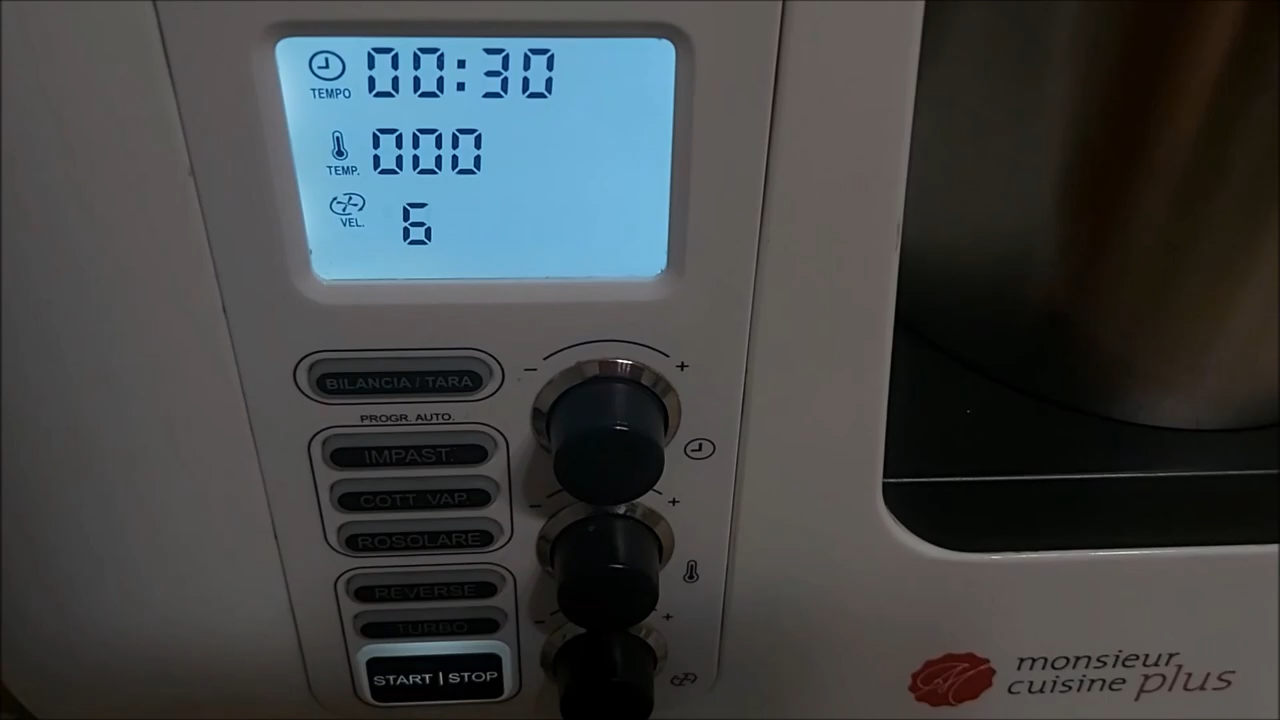 00:30
TEMPO
000
TEMP.
6
VEL.
BILANCIA / TARA
PROGR. AUTO.
IMPAST.
COTT. VAP.
ROSOLARE
REVERSE
TURBO
START | STOP
- +
- +
- +
monsieur
cuisine plus